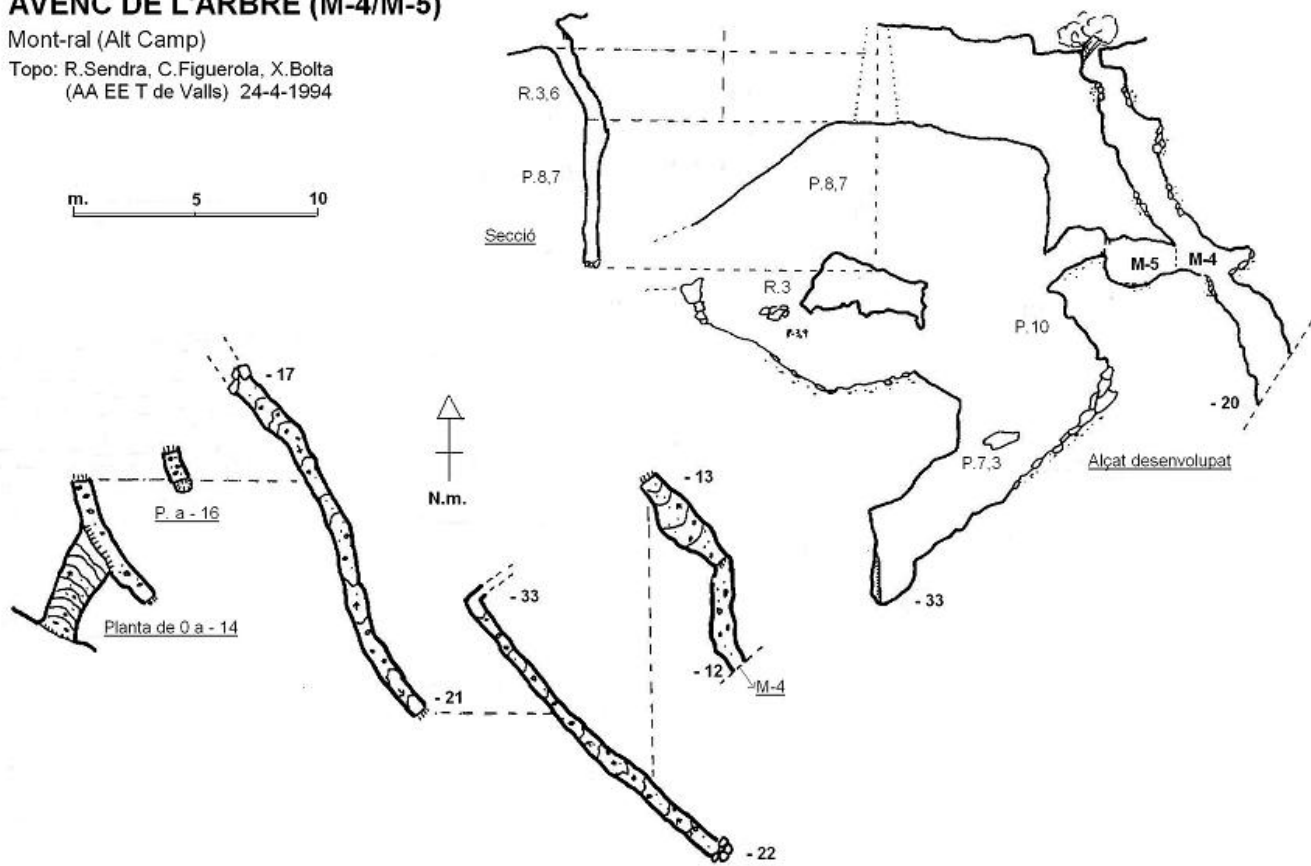 AVENC DE L'ARBRE (M-4/M-5)
Mont-ral (Alt Camp)
Topo: R.Sendra, C.Figuerola, X.Bolta
(AA EE T de Valls) 24-4-1994
m. 5 10
R.3,6
P.8,7
Secció
P.8,7
R.3
P.10
M-5
M-4
- 20
P.7,3
Alçat desenvolupat
- 33
- 17
P. a - 16
Planta de 0 a - 14
- 21
N.m.
- 33
- 22
- 13
- 12
M-4